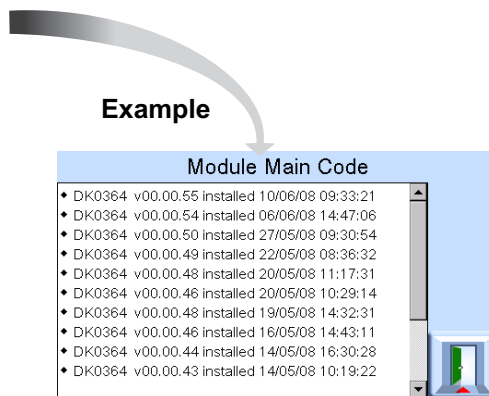 Example
Module Main Code
◆ DK0364 v00.00.55 installed 10/06/08 09:33:21
◆ DK0364 v00.00.54 installed 06/06/08 14:47:06
◆ DK0364 v00.00.50 installed 27/05/08 09:30:54
◆ DK0364 v00.00.49 installed 22/05/08 08:36:32
◆ DK0364 v00.00.48 installed 20/05/08 11:17:31
◆ DK0364 v00.00.46 installed 20/05/08 10:29:14
◆ DK0364 v00.00.48 installed 19/05/08 14:32:31
◆ DK0364 v00.00.46 installed 16/05/08 14:43:11
◆ DK0364 v00.00.44 installed 14/05/08 16:30:28
◆ DK0364 v00.00.43 installed 14/05/08 10:19:22